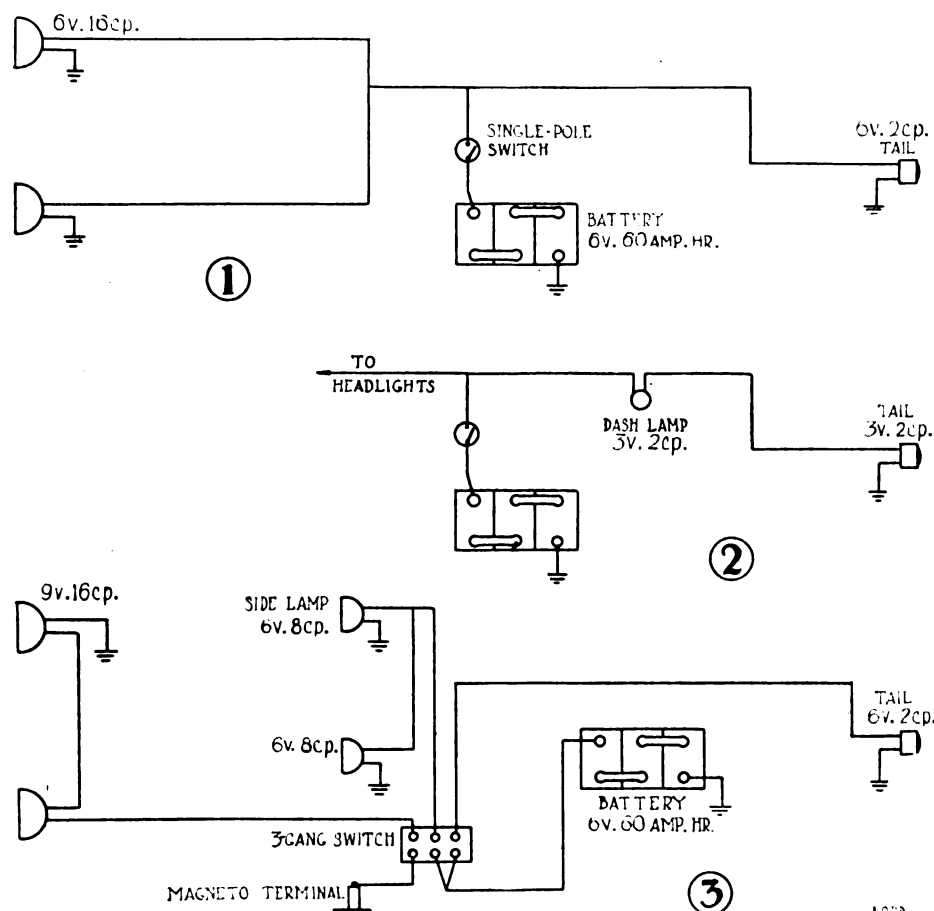 6v. 16cp.
SINGLE-POLE
SWITCH
6v. 2cp.
TAIL
BATTERY
6v. 60 AMP. HR.
1
TO
HEADLIGHTS
DASH LAMP
3v. 2cp.
TAIL
3v. 2cp.
2
9v. 16cp.
SIDE LAMP
6v. 8cp.
6v. 8cp.
TAIL
6v. 2cp.
BATTERY
6v. 60 AMP. HR.
3-GANG SWITCH
MAGNETO TERMINAL
3